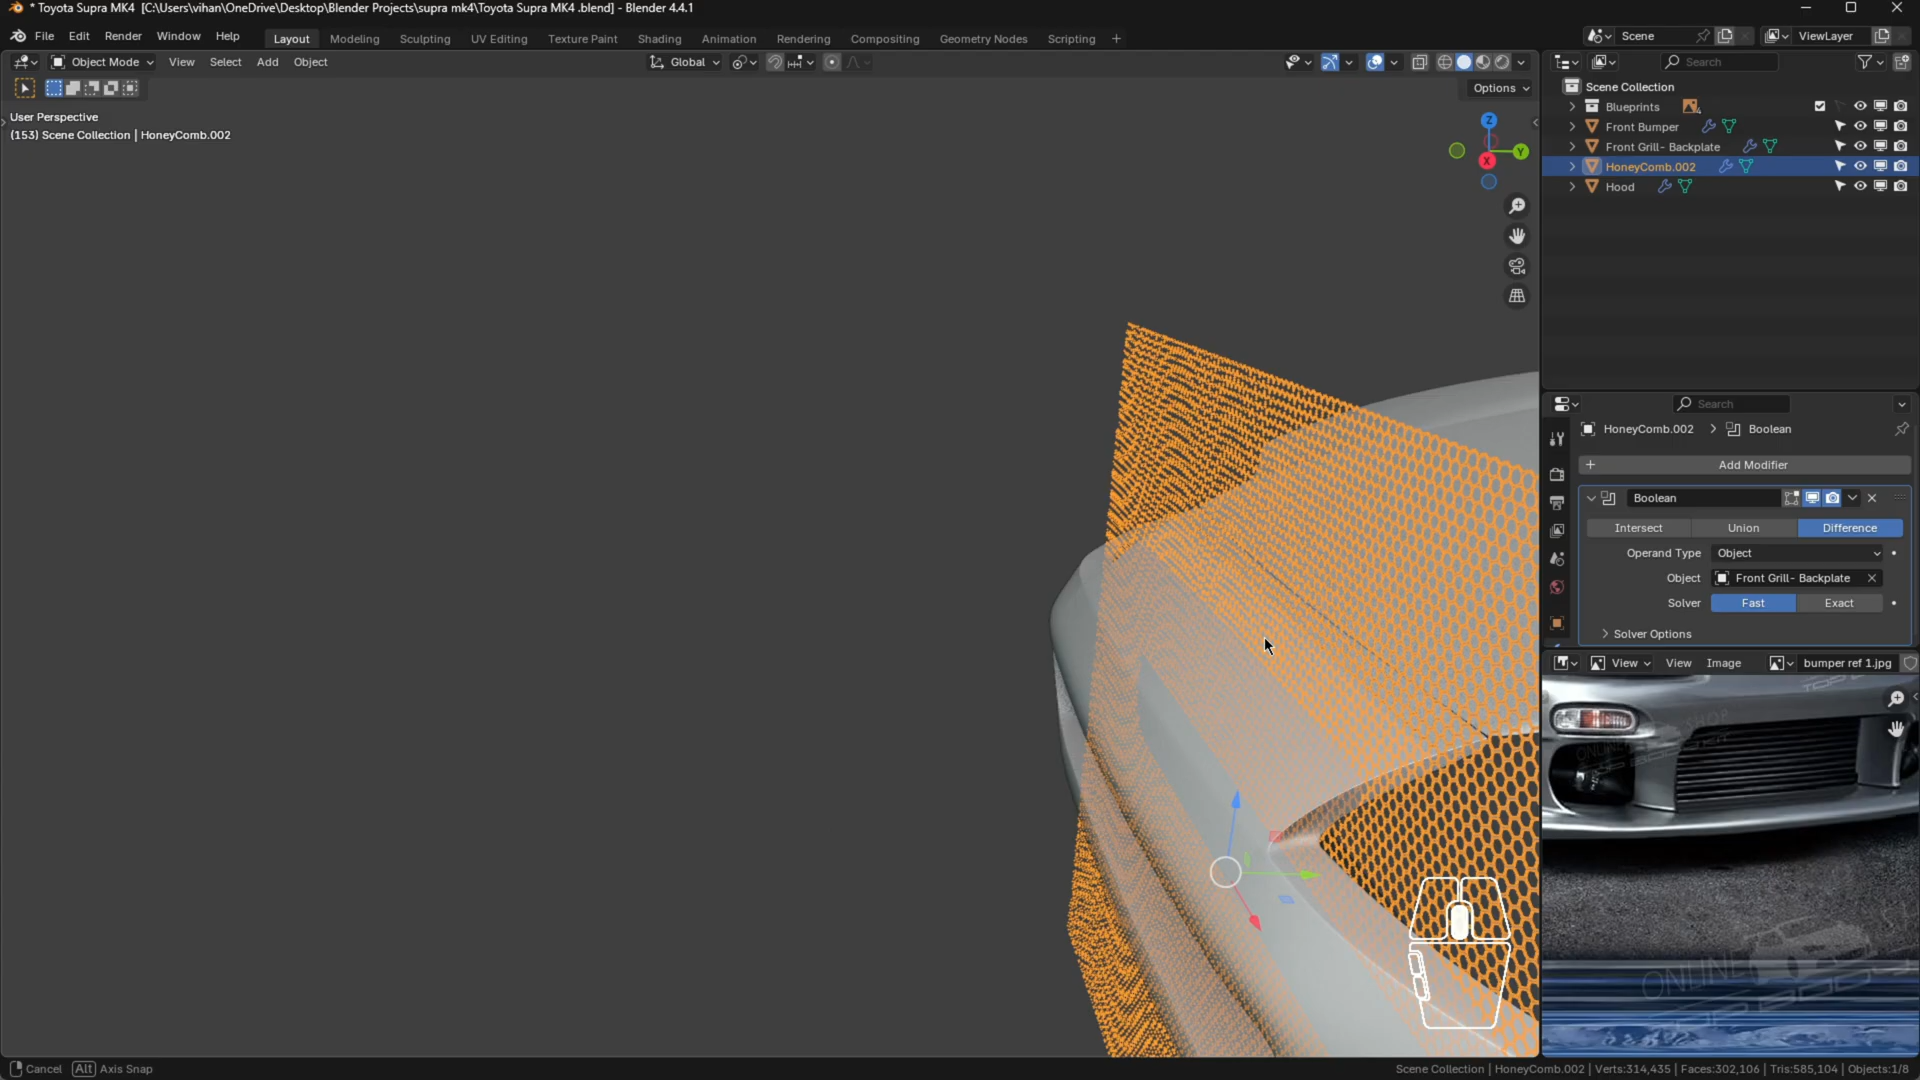 * Toyota Supra MK4  [C:\Users\vihan\OneDrive\Desktop\Blender Projects\supra mk4\Toyota Supra MK4 .blend] - Blender 4.4.1
File Edit Render Window Help Layout Modeling Sculpting UV Editing Texture Paint Shading Animation Rendering Compositing Geometry Nodes Scripting + Scene ViewLayer
Object Mode View Select Add Object Global Search
Options
User Perspective
(153) Scene Collection | HoneyComb.002
Z
Y
X
Scene Collection
Blueprints
Front Bumper
Front Grill- Backplate
HoneyComb.002
Hood
Search
HoneyComb.002 > Boolean
+ Add Modifier
Boolean
Intersect Union Difference
Operand Type Object
Object Front Grill- Backplate
Solver Fast Exact
Solver Options
View View Image bumper ref 1.jpg
ONLINE
Cancel Alt Axis Snap
Scene Collection | HoneyComb.002 | Verts:314,435 | Faces:302,106 | Tris:585,104 | Objects:1/8